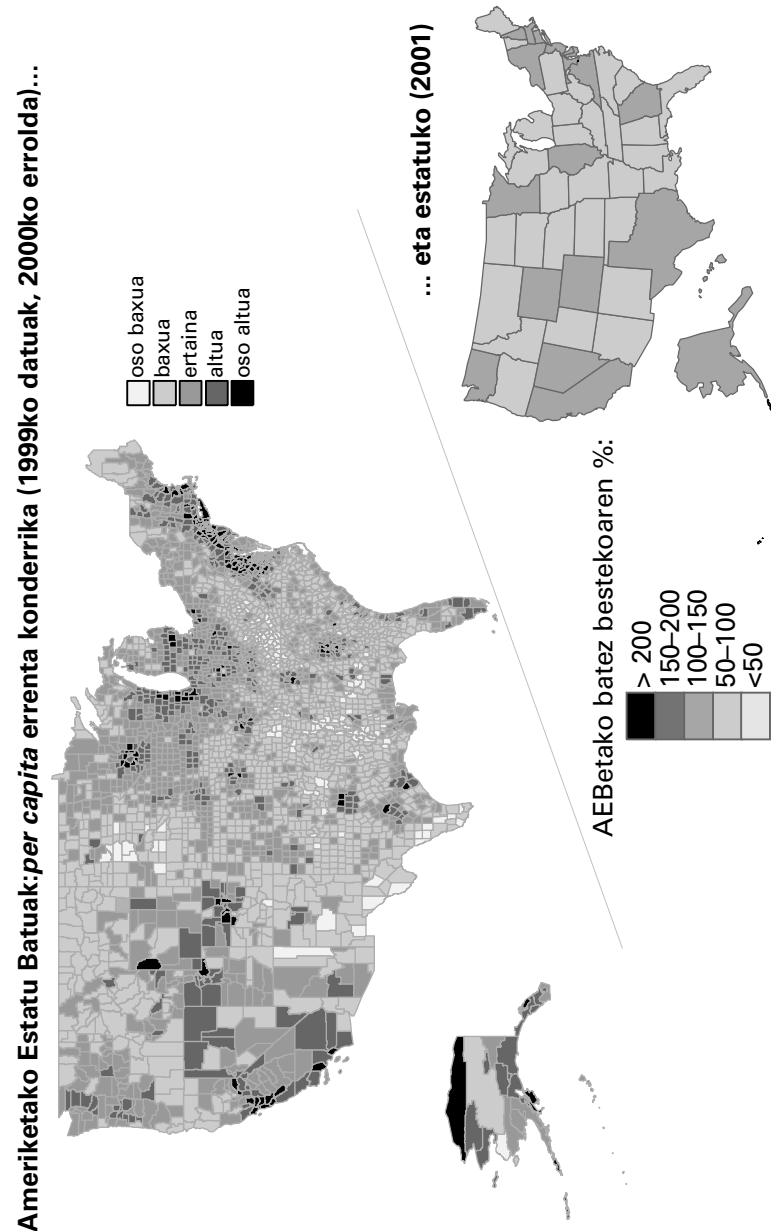 Ameriketako Estatu Batuak:per capita errenta konderrika (1999ko datuak, 2000ko errolda)...
oso baxua
baxua
ertaina
altua
oso altua
... eta estatuko (2001)
AEBetako batez bestekoaren %:
> 200
150–200
100–150
50–100
<50